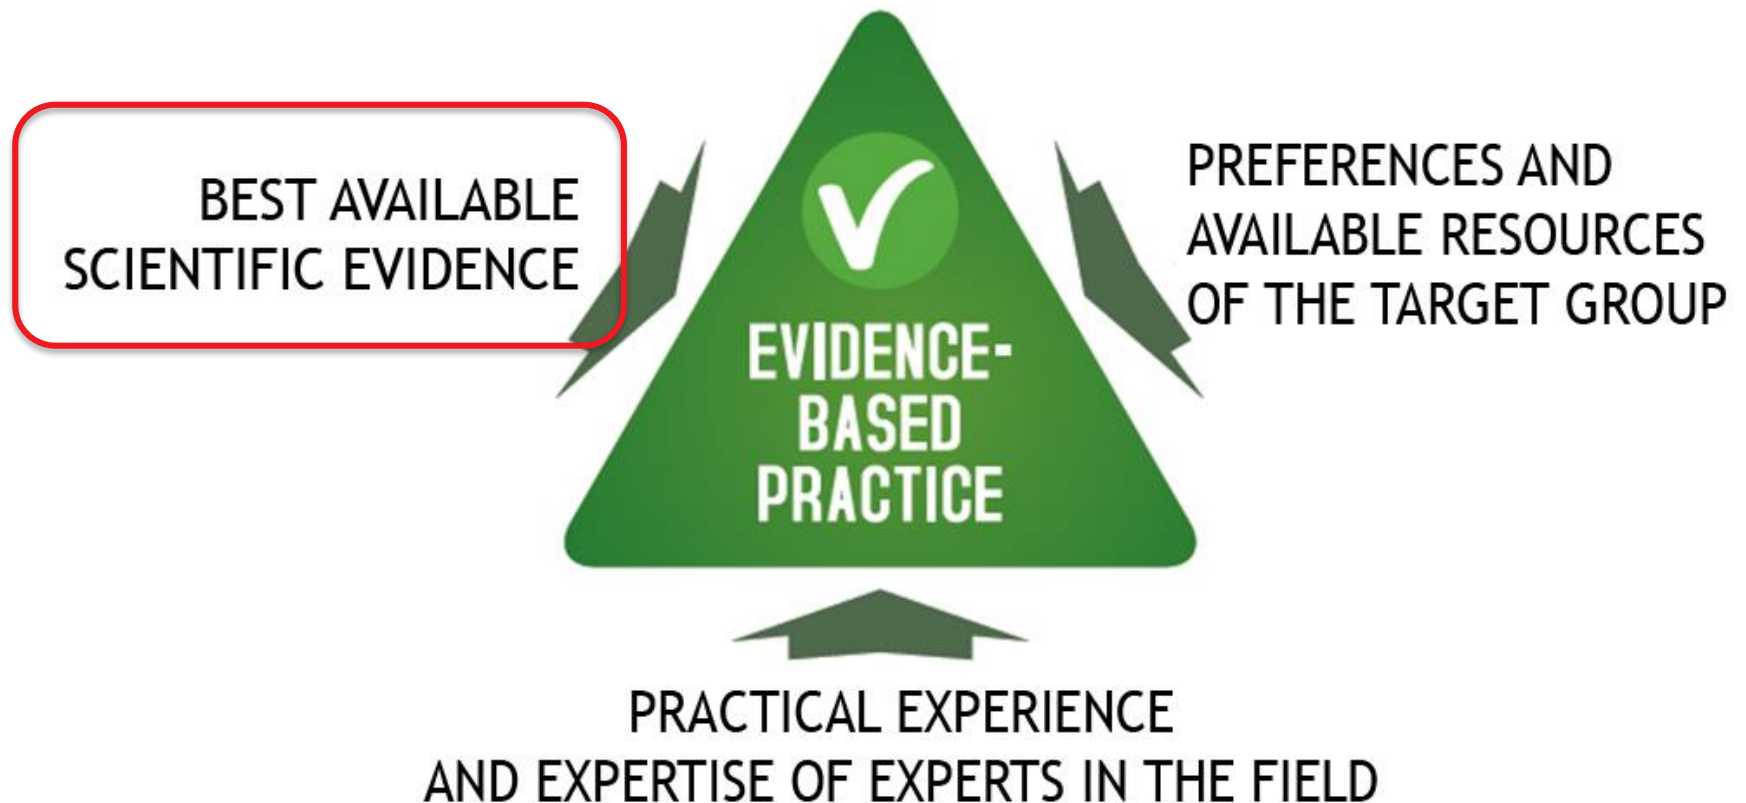 BEST AVAILABLE
SCIENTIFIC EVIDENCE
EVIDENCE-
BASED
PRACTICE
PREFERENCES AND
AVAILABLE RESOURCES
OF THE TARGET GROUP
PRACTICAL EXPERIENCE
AND EXPERTISE OF EXPERTS IN THE FIELD